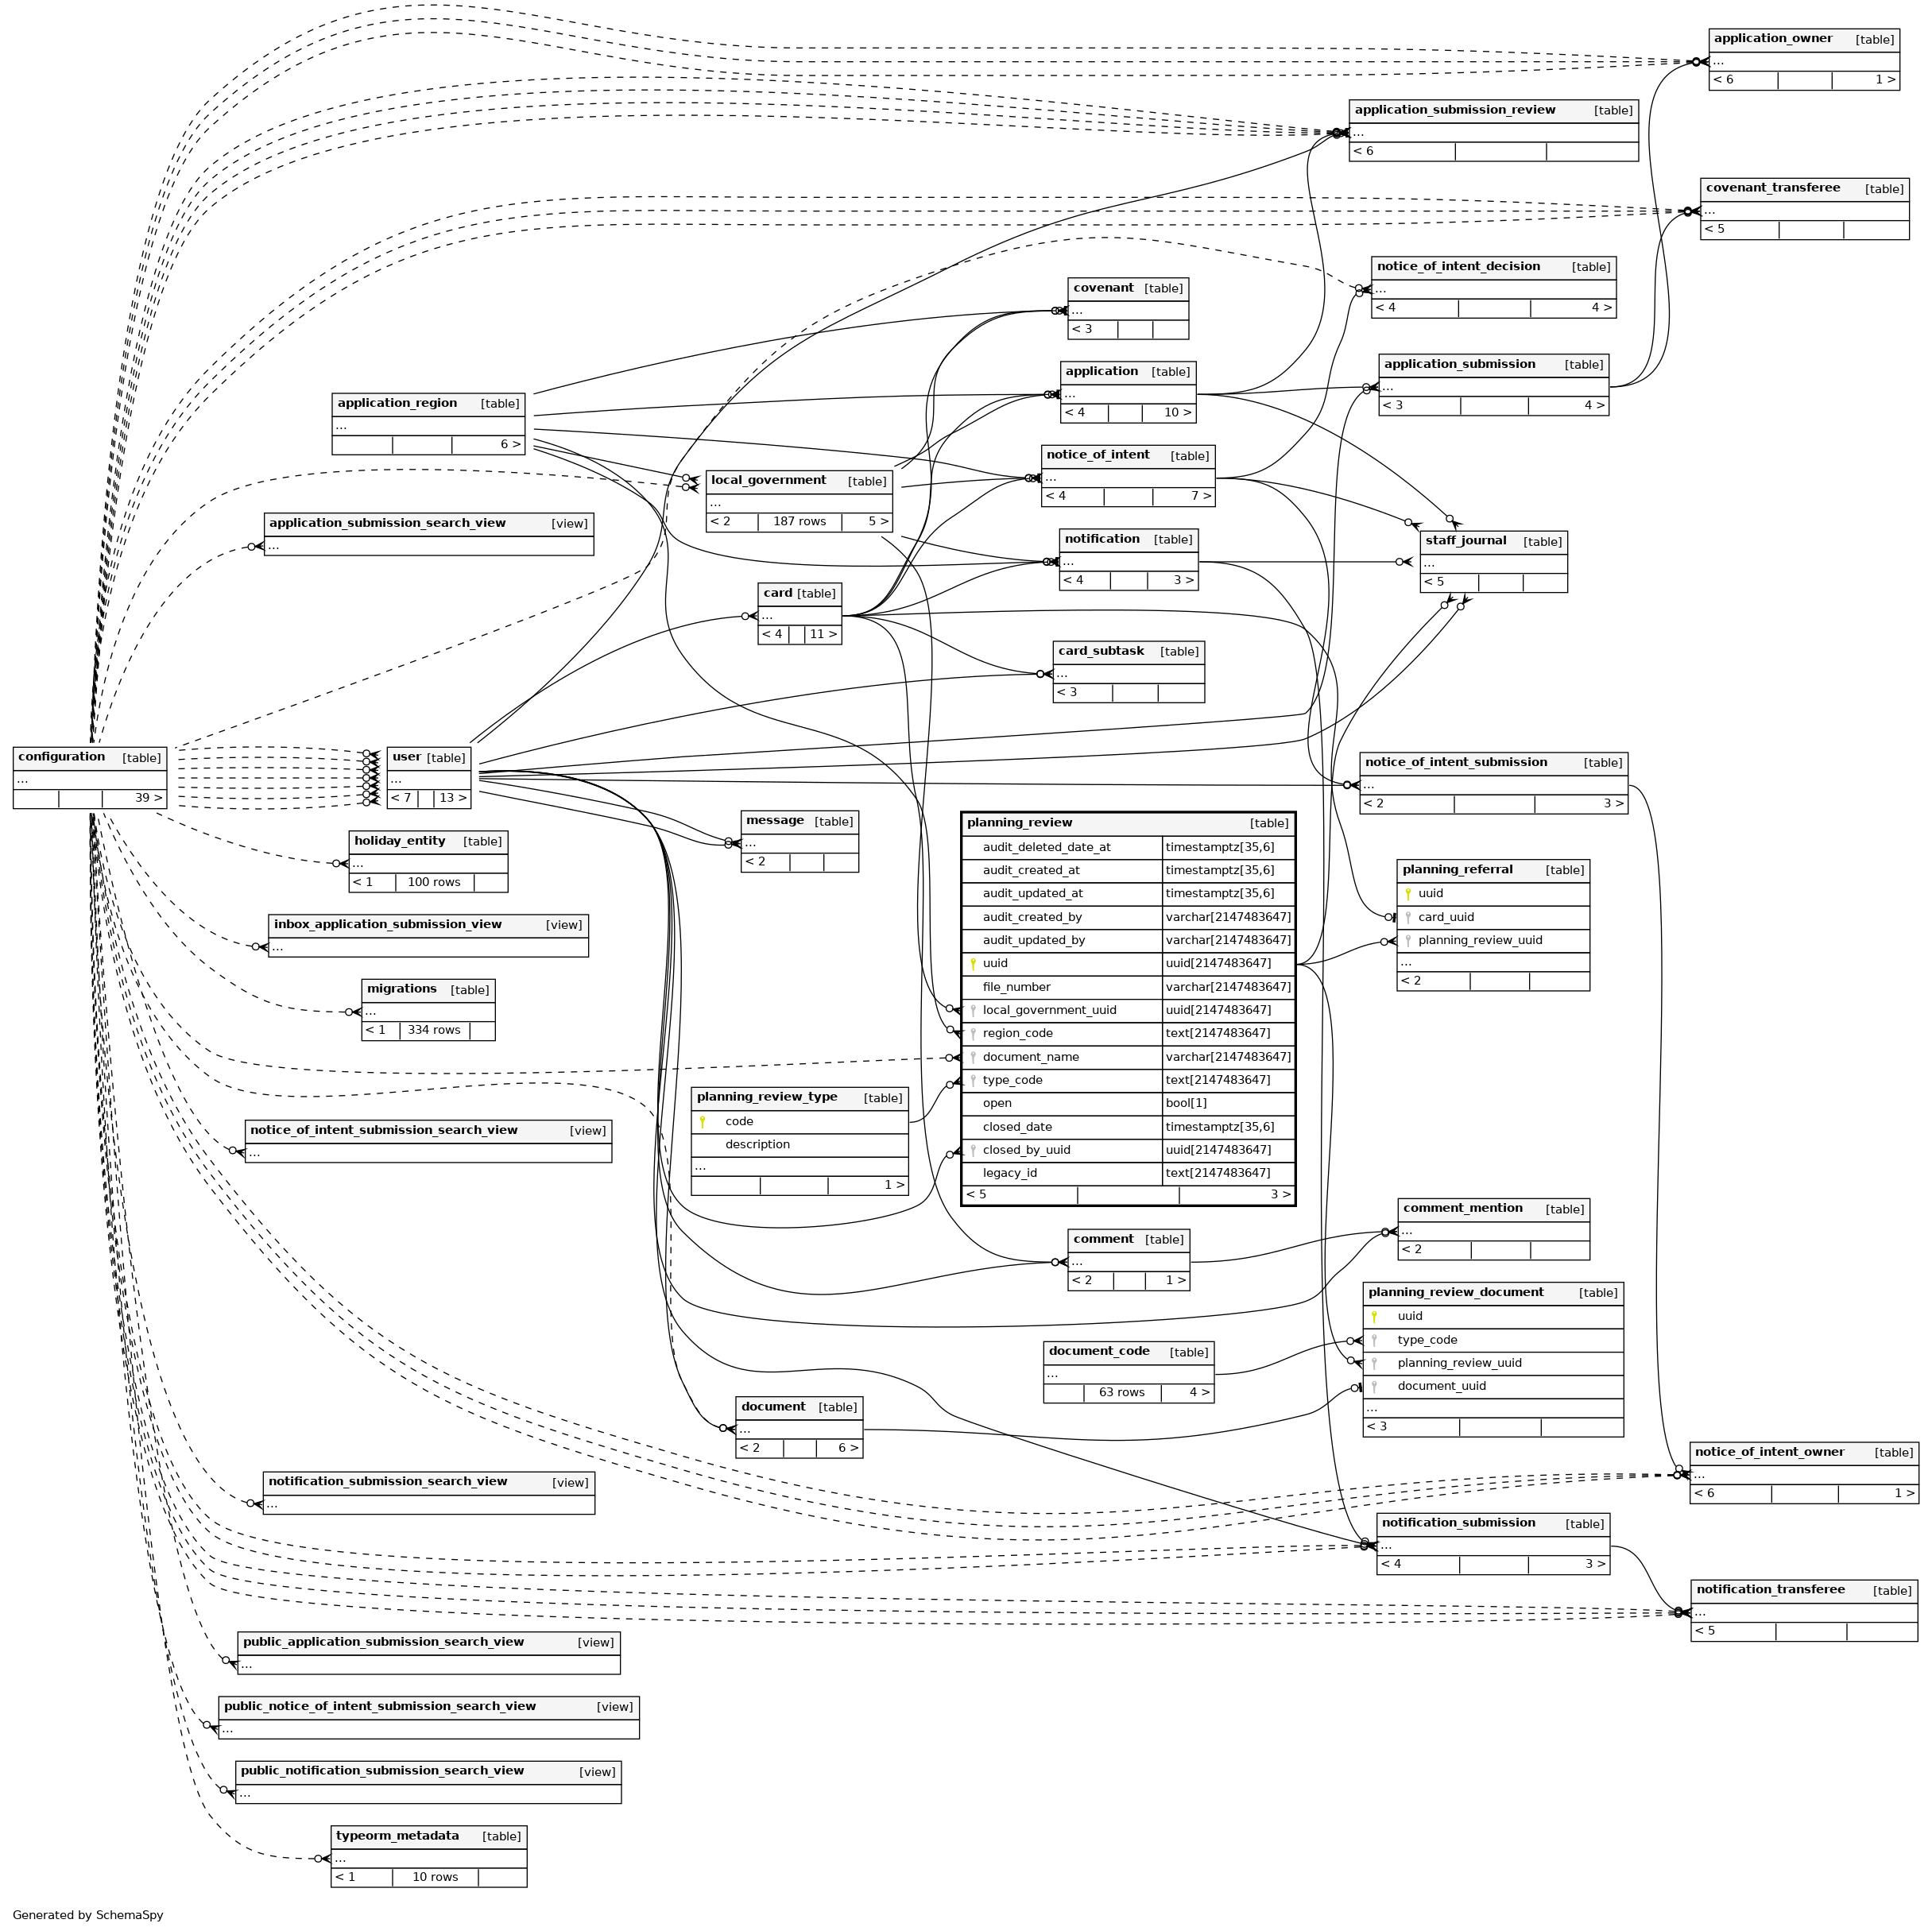 application_owner [table]
...
< 6 1 >
application_submission_review [table]
...
< 6
covenant_transferee [table]
...
< 5
notice_of_intent_decision [table]
...
< 4 4 >
covenant [table]
...
< 3
application_submission [table]
...
< 3 4 >
application [table]
...
< 4 10 >
application_region [table]
...
6 >
notice_of_intent [table]
...
< 4 7 >
local_government [table]
...
< 2 187 rows 5 >
application_submission_search_view [view]
...
notification [table]
...
< 4 3 >
staff_journal [table]
...
< 5
card [table]
...
< 4 11 >
card_subtask [table]
...
< 3
configuration [table]
...
39 >
user [table]
...
< 7 13 >
notice_of_intent_submission [table]
...
< 2 3 >
message [table]
...
< 2
holiday_entity [table]
...
< 1 100 rows
planning_review [table]
audit_deleted_date_at timestamptz[35,6]
audit_created_at timestamptz[35,6]
audit_updated_at timestamptz[35,6]
audit_created_by varchar[2147483647]
audit_updated_by varchar[2147483647]
uuid uuid[2147483647]
file_number varchar[2147483647]
local_government_uuid uuid[2147483647]
region_code text[2147483647]
document_name varchar[2147483647]
type_code text[2147483647]
open bool[1]
closed_date timestamptz[35,6]
closed_by_uuid uuid[2147483647]
legacy_id text[2147483647]
< 5 3 >
planning_referral [table]
uuid
card_uuid
planning_review_uuid
...
< 2
inbox_application_submission_view [view]
...
migrations [table]
...
< 1 334 rows
planning_review_type [table]
code
description
...
1 >
notice_of_intent_submission_search_view [view]
...
comment_mention [table]
...
< 2
comment [table]
...
< 2 1 >
planning_review_document [table]
uuid
type_code
planning_review_uuid
document_uuid
...
< 3
document_code [table]
...
63 rows 4 >
document [table]
...
< 2 6 >
notice_of_intent_owner [table]
...
< 6 1 >
notification_submission_search_view [view]
...
notification_submission [table]
...
< 4 3 >
notification_transferee [table]
...
< 5
public_application_submission_search_view [view]
...
public_notice_of_intent_submission_search_view [view]
...
public_notification_submission_search_view [view]
...
typeorm_metadata [table]
...
< 1 10 rows
Generated by SchemaSpy